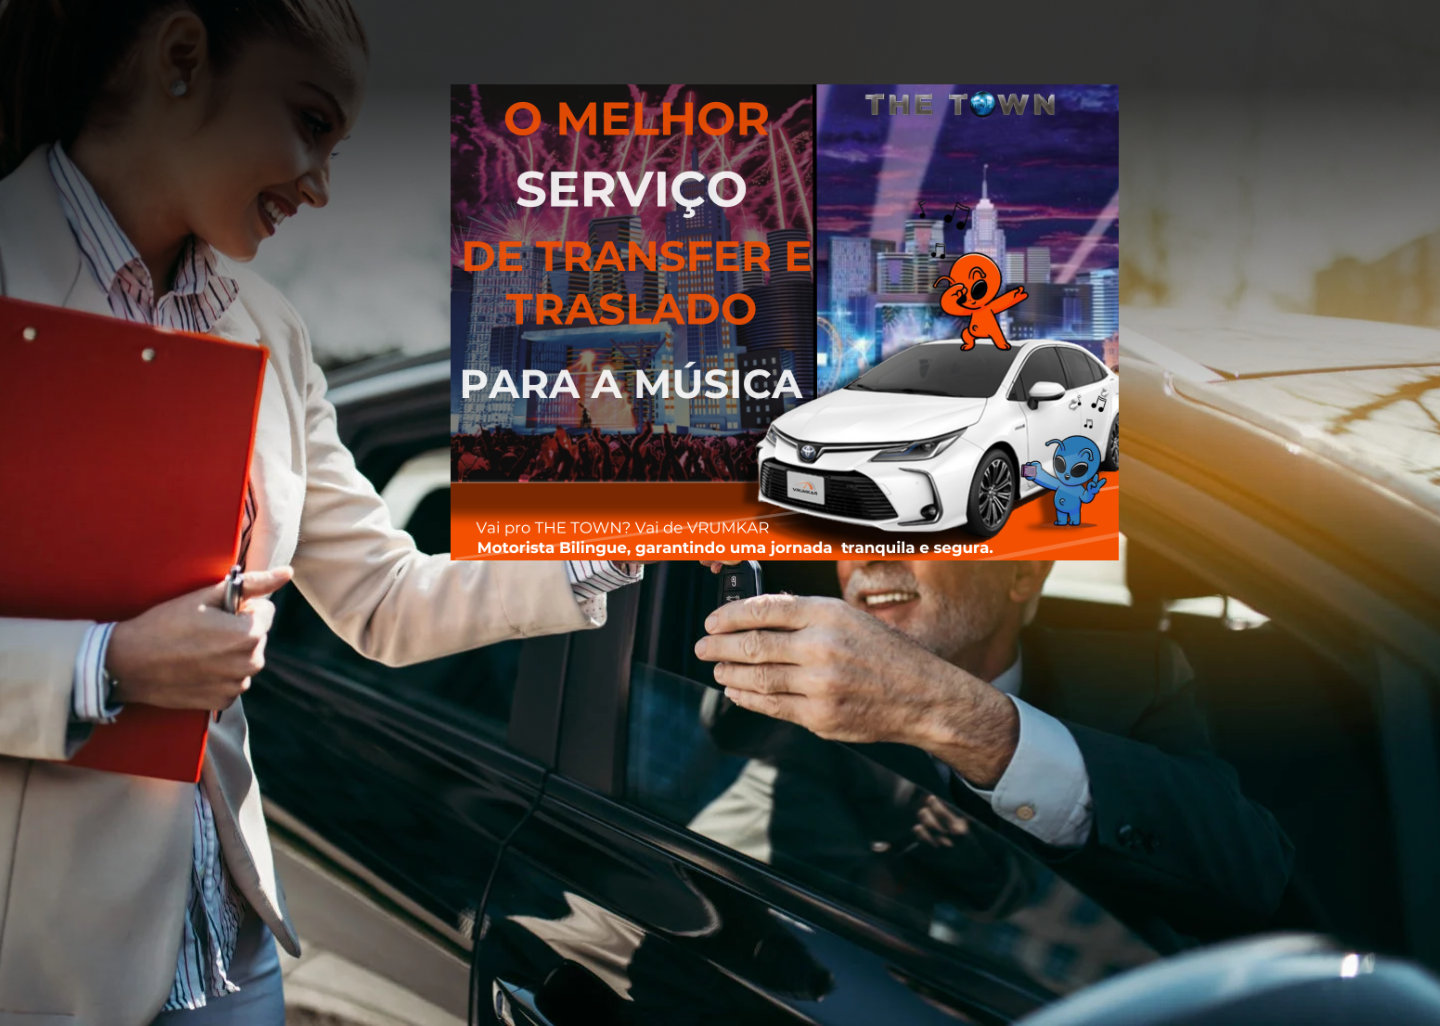 O MELHOR
SERVIÇO
DE TRANSFER E
TRASLADO
PARA A MÚSICA
THE TOWN
VRUMKAR
Vai pro THE TOWN? Vai de VRUMKAR
Motorista Bilingue, garantindo uma jornada  tranquila e segura.